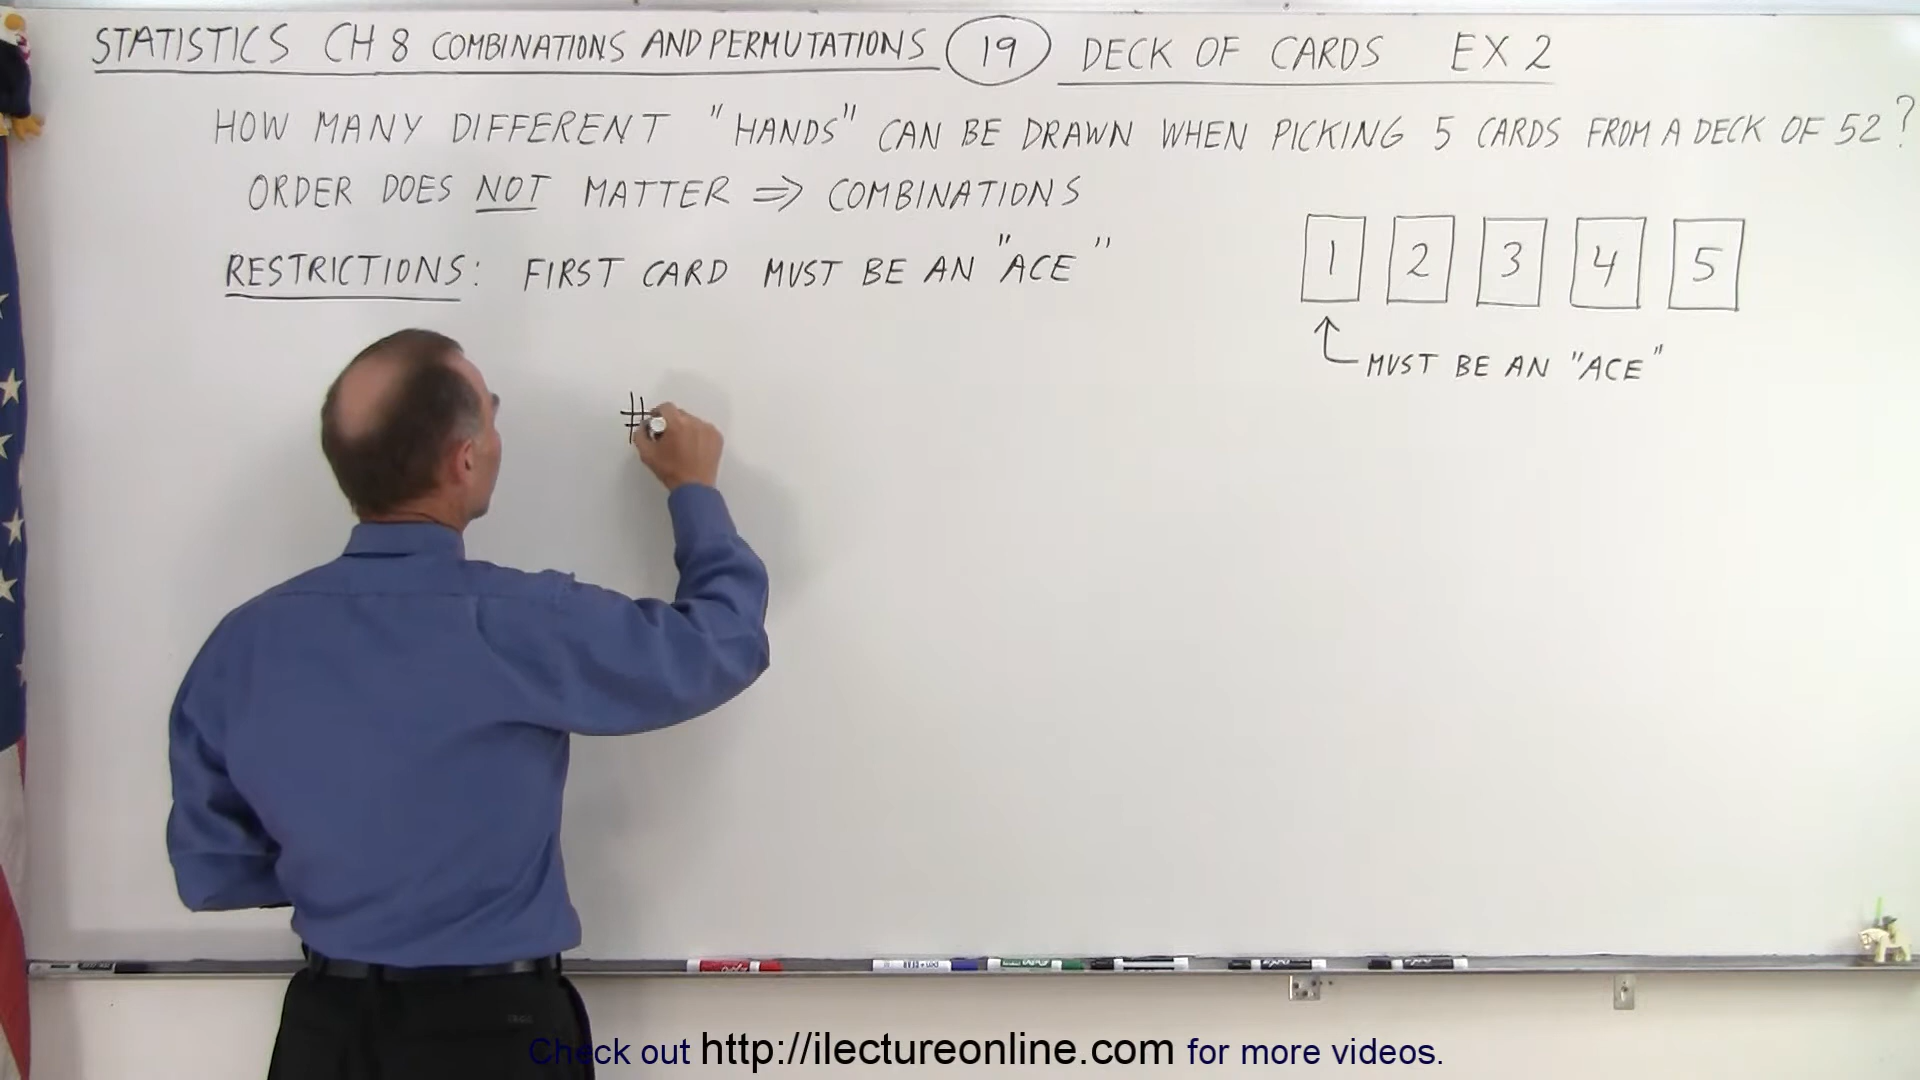 STATISTICS CH 8 COMBINATIONS AND PERMUTATIONS 19 DECK OF CARDS EX 2
HOW MANY DIFFERENT "HANDS" CAN BE DRAWN WHEN PICKING 5 CARDS FROM A DECK OF 52?
ORDER DOES NOT MATTER ⇒ COMBINATIONS
RESTRICTIONS: FIRST CARD MUST BE AN "ACE"
1 2 3 4 5
MUST BE AN "ACE"
#
Check out http://ilectureonline.com for more videos.